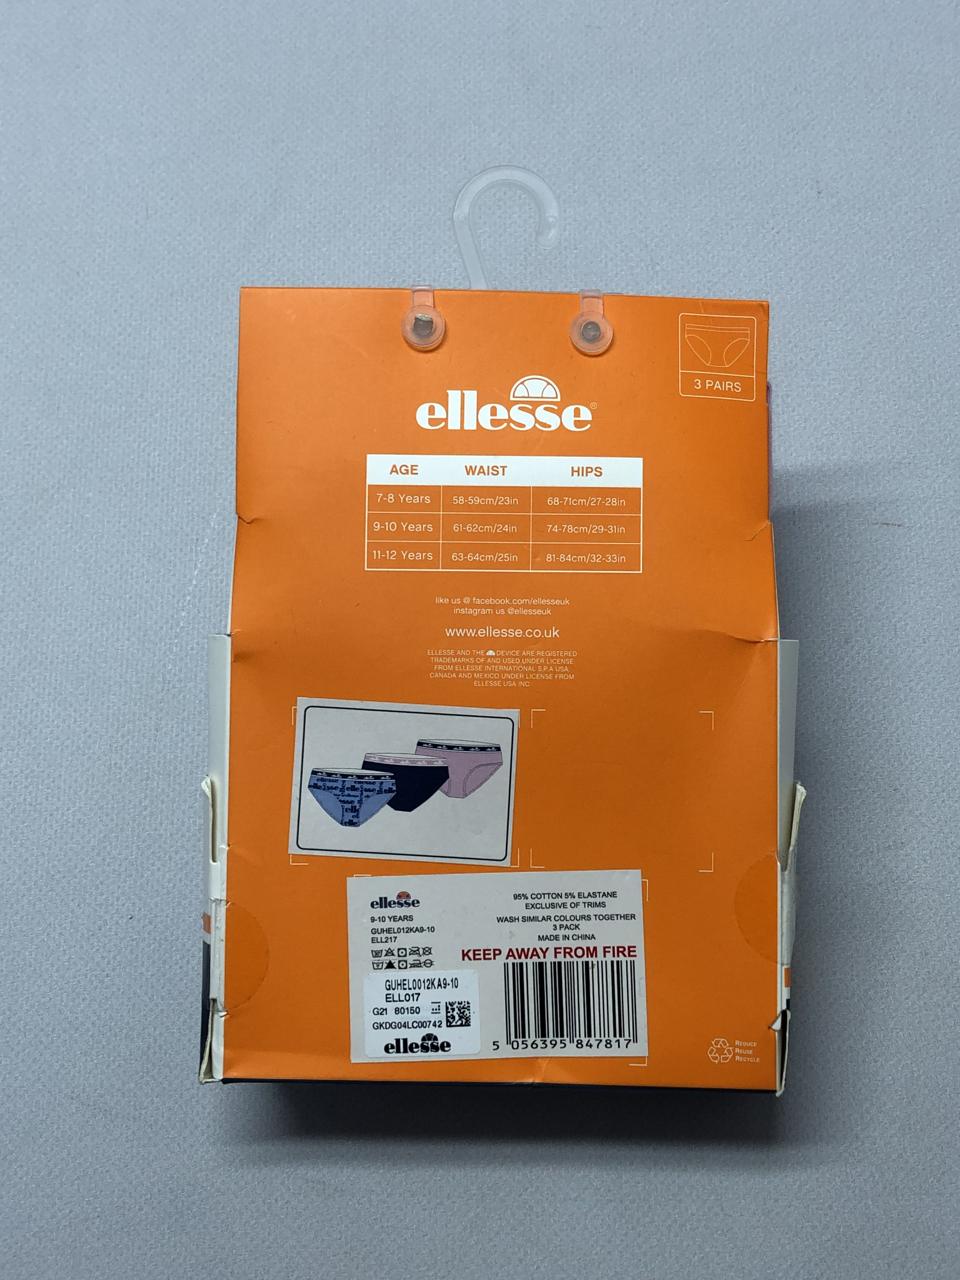 3 PAIRS
ellesse®
AGE WAIST HIPS
7-8 Years 58-59cm/23in 68-71cm/27-28in
9-10 Years 61-62cm/24in 74-78cm/29-31in
11-12 Years 63-64cm/25in 81-84cm/32-33in
like us @ facebook.com/ellesseuk
instagram us @ellesseuk
www.ellesse.co.uk
ELLESSE AND THE DEVICE ARE REGISTERED
TRADEMARKS OF AND USED UNDER LICENSE
FROM ELLESSE INTERNATIONAL S.P.A USA,
CANADA AND MEXICO UNDER LICENSE FROM
ELLESSE USA INC
ellesse
ellesse
9-10 YEARS
GUHEL012KA9-10
ELL217
95% COTTON 5% ELASTANE
EXCLUSIVE OF TRIMS
WASH SIMILAR COLOURS TOGETHER
3 PACK
MADE IN CHINA
KEEP AWAY FROM FIRE
GUHEL0012KA9-10
ELL017
G21 80150
GKDG04LC00742
ellesse
5 056395 847817
REDUCE
REUSE
RECYCLE